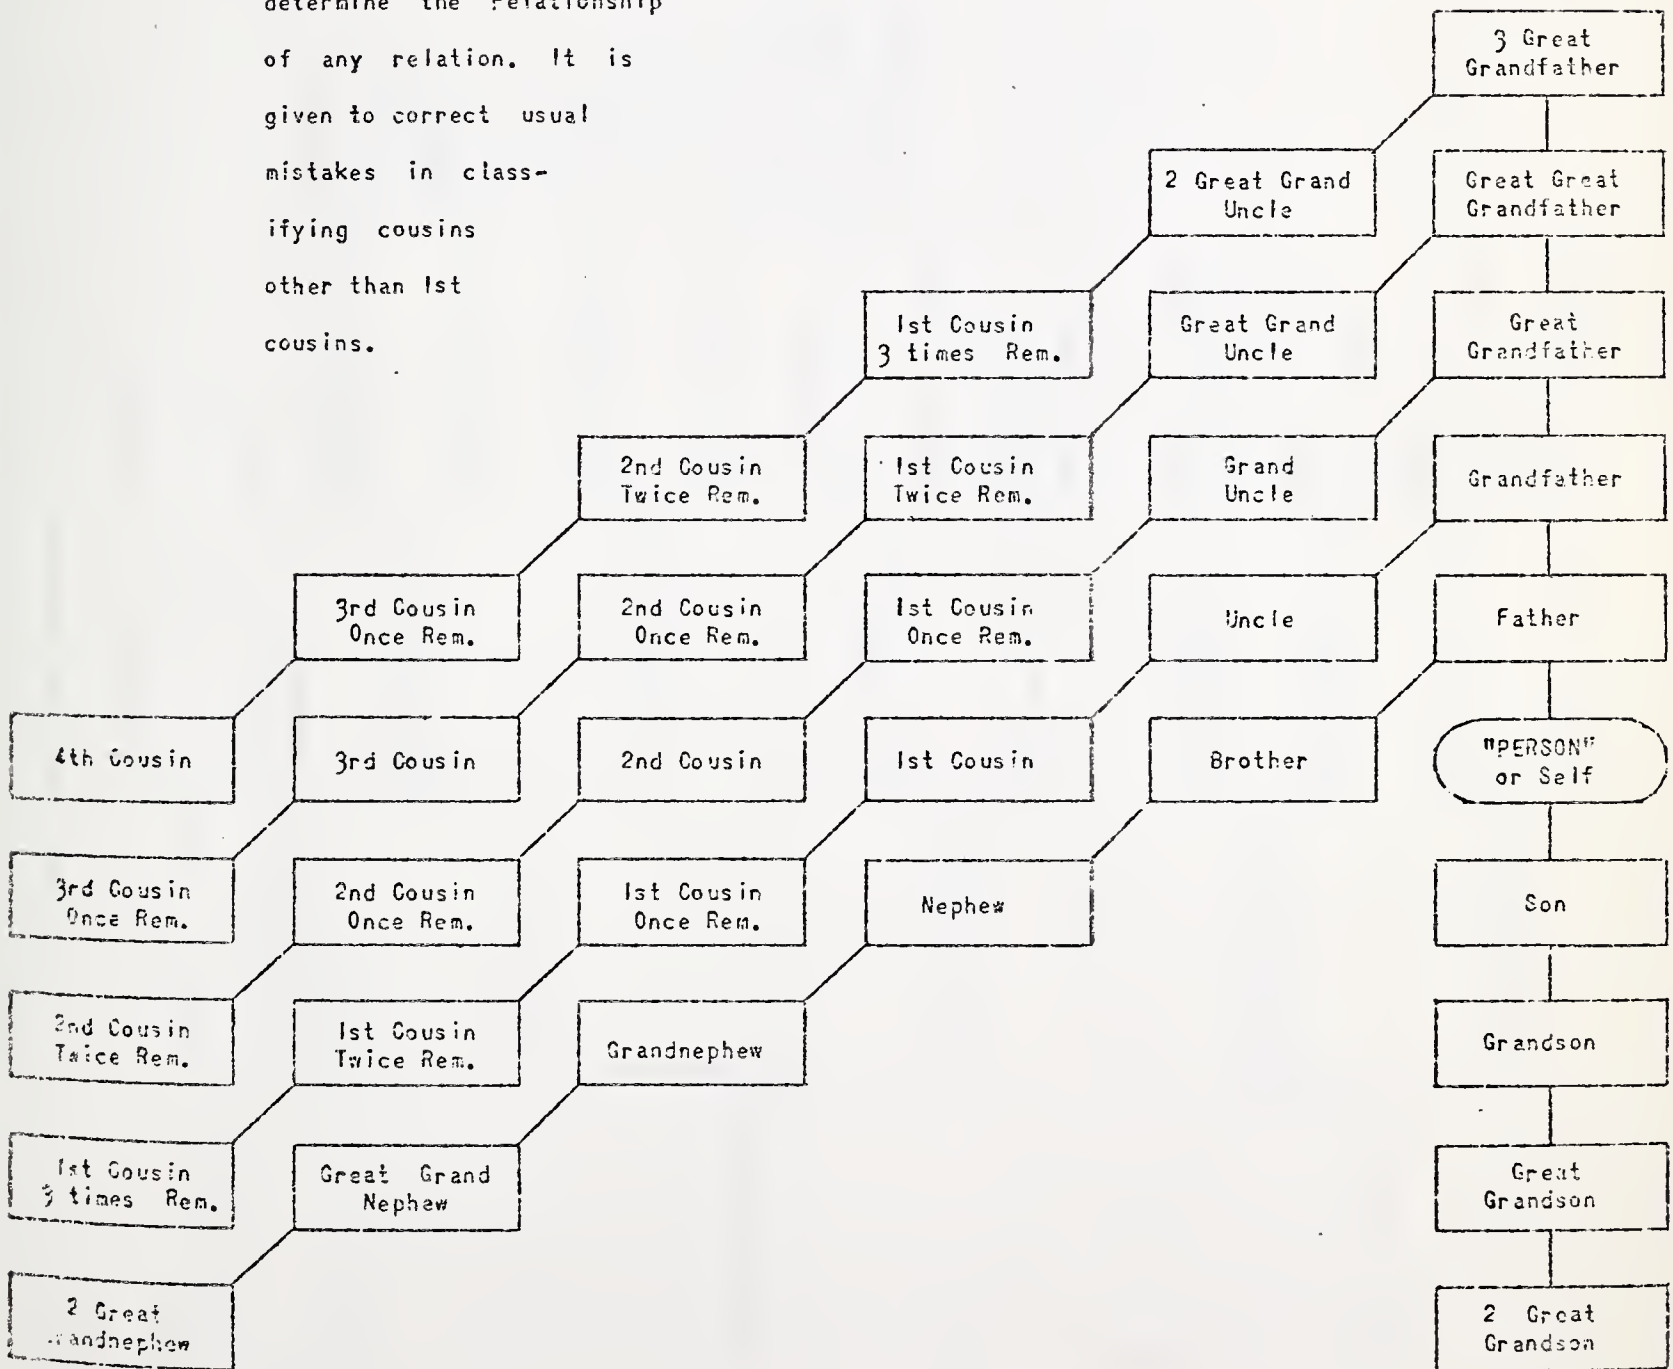 determine the relationship
of any relation. It is
given to correct usual
mistakes in class-
ifying cousins
other than 1st
cousins.
3 Great
Grandfather
2 Great Grand
Uncle
Great Great
Grandfather
1st Cousin
3 times Rem.
Great Grand
Uncle
Great
Grandfather
2nd Cousin
Twice Rem.
1st Cousin
Twice Rem.
Grand
Uncle
Grandfather
3rd Cousin
Once Rem.
2nd Cousin
Once Rem.
1st Cousin
Once Rem.
Uncle
Father
4th Cousin
3rd Cousin
2nd Cousin
1st Cousin
Brother
"PERSON"
or Self
3rd Cousin
Once Rem.
2nd Cousin
Once Rem.
1st Cousin
Once Rem.
Nephew
Son
2nd Cousin
Twice Rem.
1st Cousin
Twice Rem.
Grandnephew
Grandson
1st Cousin
3 times Rem.
Great Grand
Nephew
Great
Grandson
2 Great
Grandnephew
2 Great
Grandson